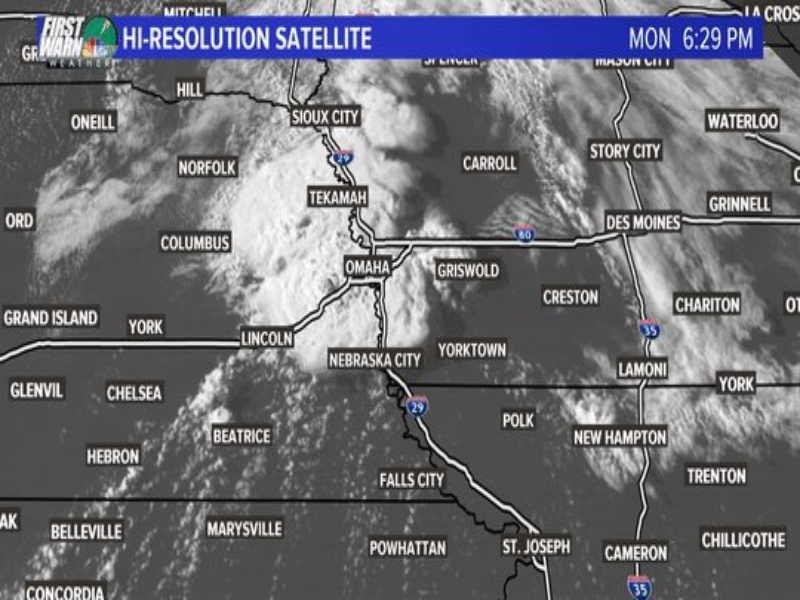 MITCHELL
LA CROS
FIRST
WARN
WEATHER
HI-RESOLUTION SATELLITE
MON 6:29 PM
GR
SPENCER
MASON CITY
HILL
ONEILL
SIOUX CITY
WATERLOO
29
STORY CITY
NORFOLK
CARROLL
C
TEKAMAH
GRINNELL
ORD
DES MOINES
COLUMBUS
80
OMAHA
GRISWOLD
CRESTON
CHARITON
OT
GRAND ISLAND
YORK
35
LINCOLN
NEBRASKA CITY
YORKTOWN
LAMONI
YORK
GLENVIL
CHELSEA
29
POLK
BEATRICE
NEW HAMPTON
HEBRON
FALLS CITY
TRENTON
AK
BELLEVILLE
MARYSVILLE
POWHATTAN
ST. JOSEPH
CAMERON
CHILLICOTHE
CONCORDIA
35